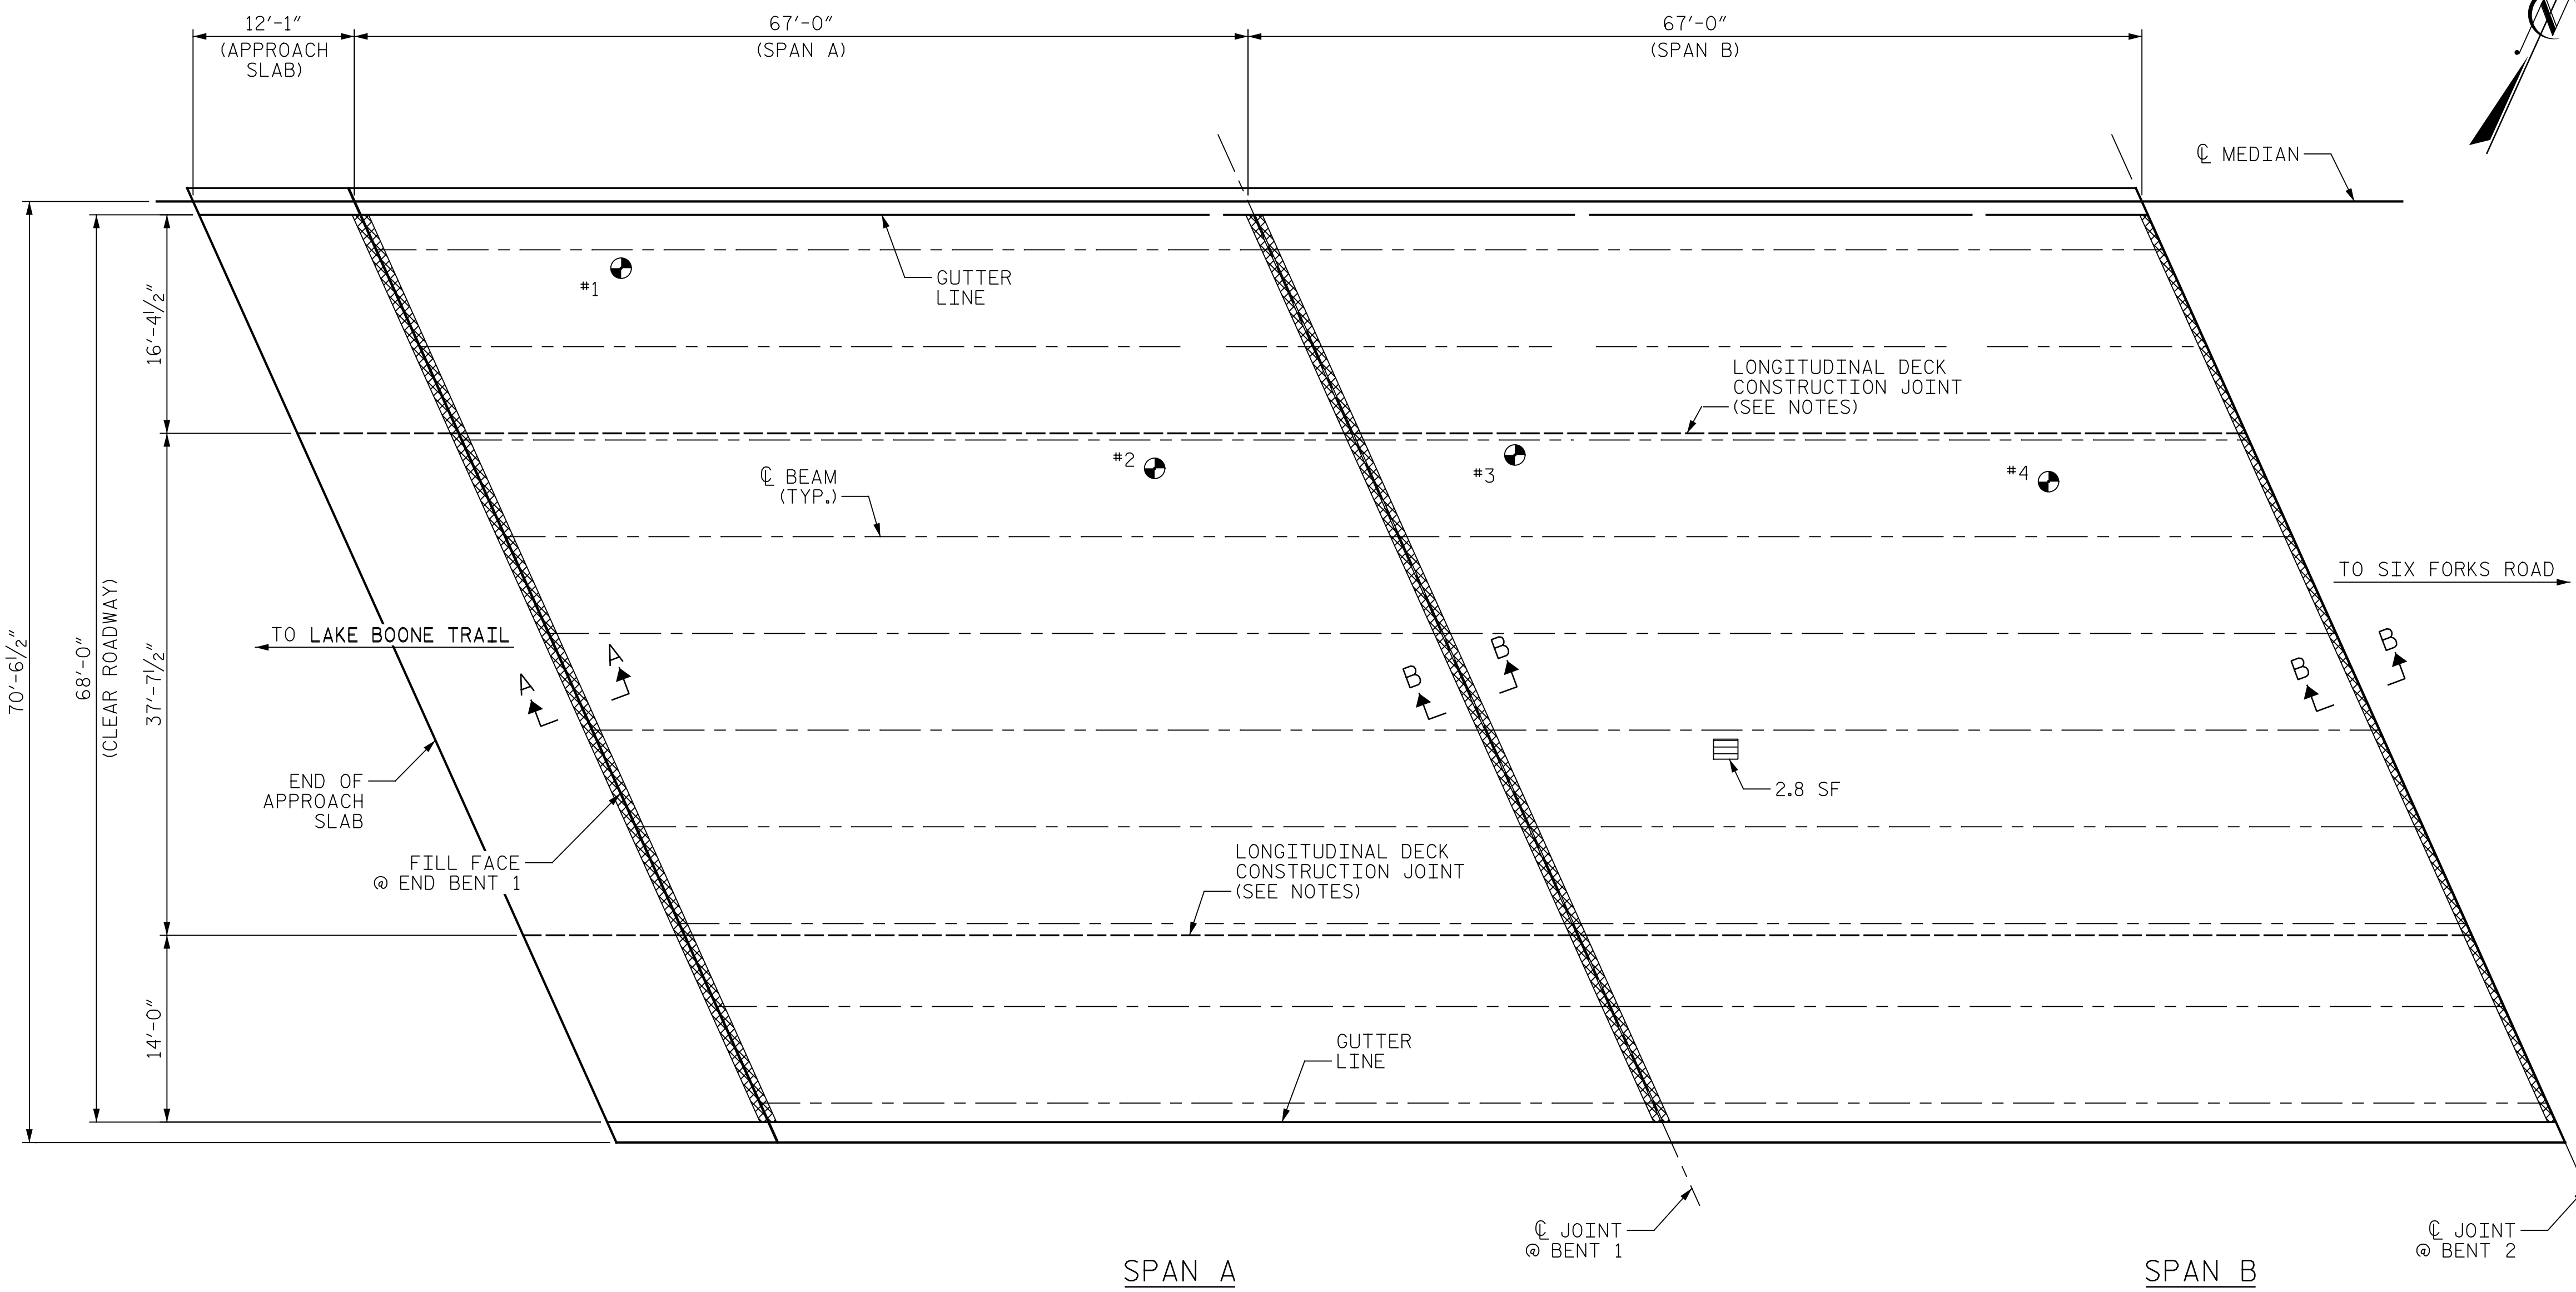 12'-1"
(APPROACH
SLAB)
67'-0"
(SPAN A)
67'-0"
(SPAN B)
N
℄ MEDIAN
#1
GUTTER
LINE
16'-4½"
LONGITUDINAL DECK
CONSTRUCTION JOINT
(SEE NOTES)
℄ BEAM
(TYP.)
#2
#3
#4
TO SIX FORKS ROAD
TO LAKE BOONE TRAIL
70'-6½"
68'-0"
(CLEAR ROADWAY)
37'-7½"
A
A
B
B
B
B
END OF
APPROACH
SLAB
2.8 SF
FILL FACE
@ END BENT 1
LONGITUDINAL DECK
CONSTRUCTION JOINT
(SEE NOTES)
14'-0"
GUTTER
LINE
℄ JOINT
@ BENT 1
℄ JOINT
@ BENT 2
SPAN A
SPAN B